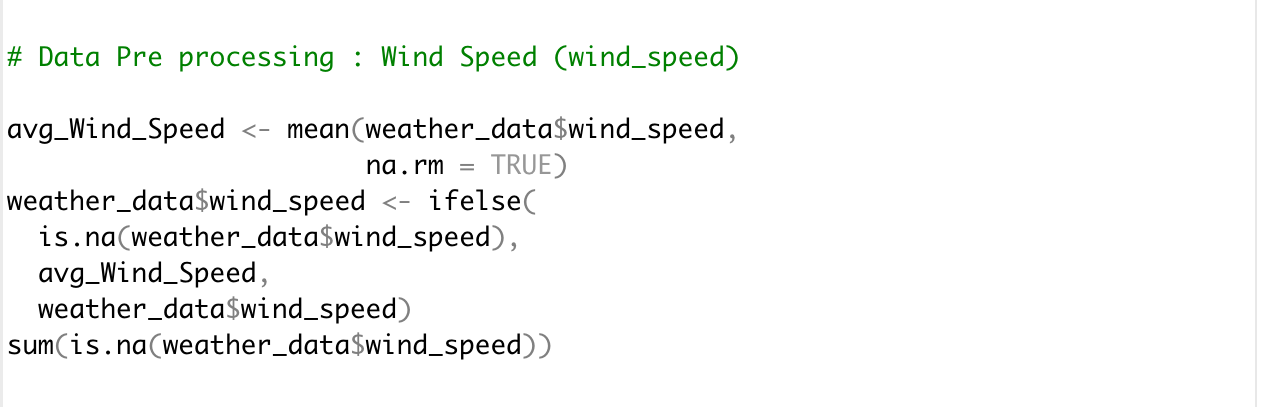 # Data Pre processing : Wind Speed (wind_speed)
avg_Wind_Speed <- mean(weather_data$wind_speed,
na.rm = TRUE)
weather_data$wind_speed <- ifelse(
is.na(weather_data$wind_speed),
avg_Wind_Speed,
weather_data$wind_speed)
sum(is.na(weather_data$wind_speed))